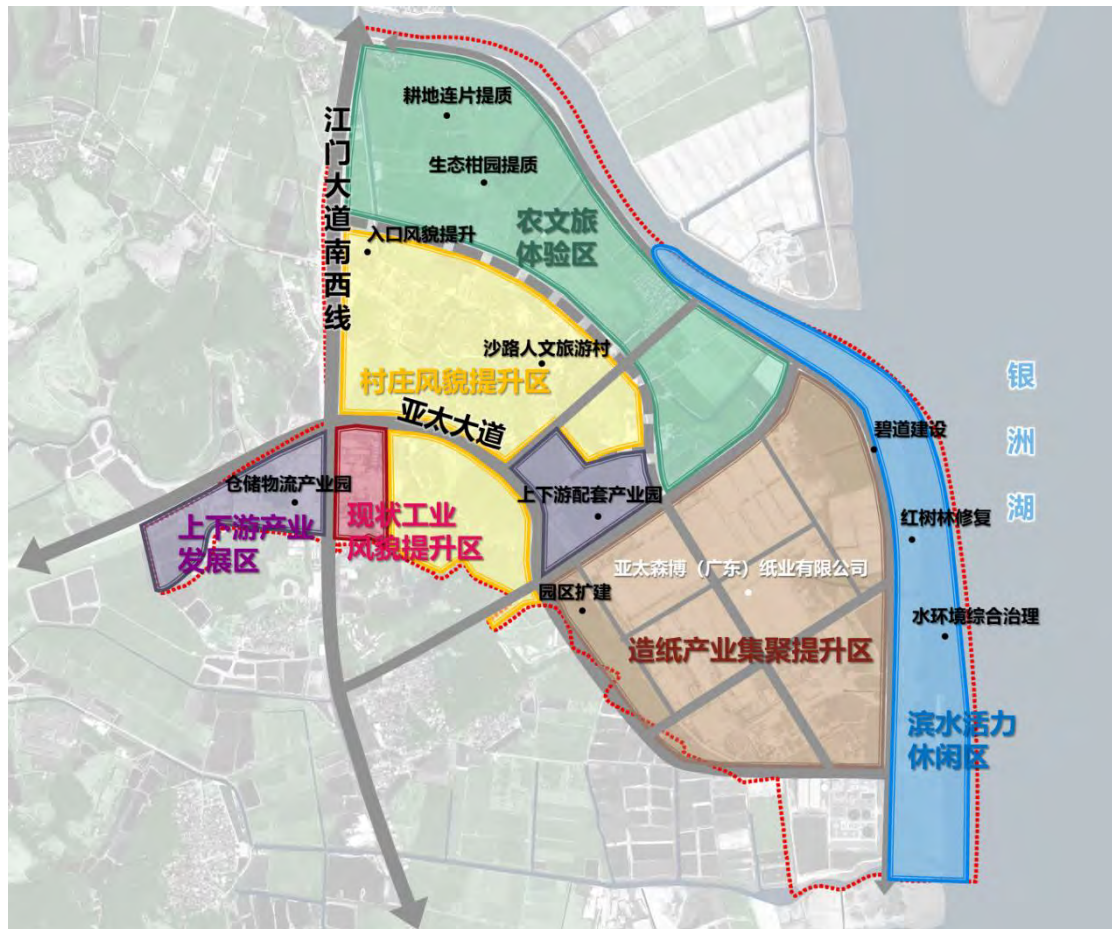 耕地连片提质
江门大道南西线
生态柑园提质
农文旅
体验区
入口风貌提升
沙路人文旅游村
村庄风貌提升区
银洲湖
亚太大道
碧道建设
仓储物流产业园
上下游配套产业园
上下游产业
发展区
现状工业
风貌提升区
红树林修复
亚太森博（广东）纸业有限公司
园区扩建
水环境综合治理
造纸产业集聚提升区
滨水活力
休闲区